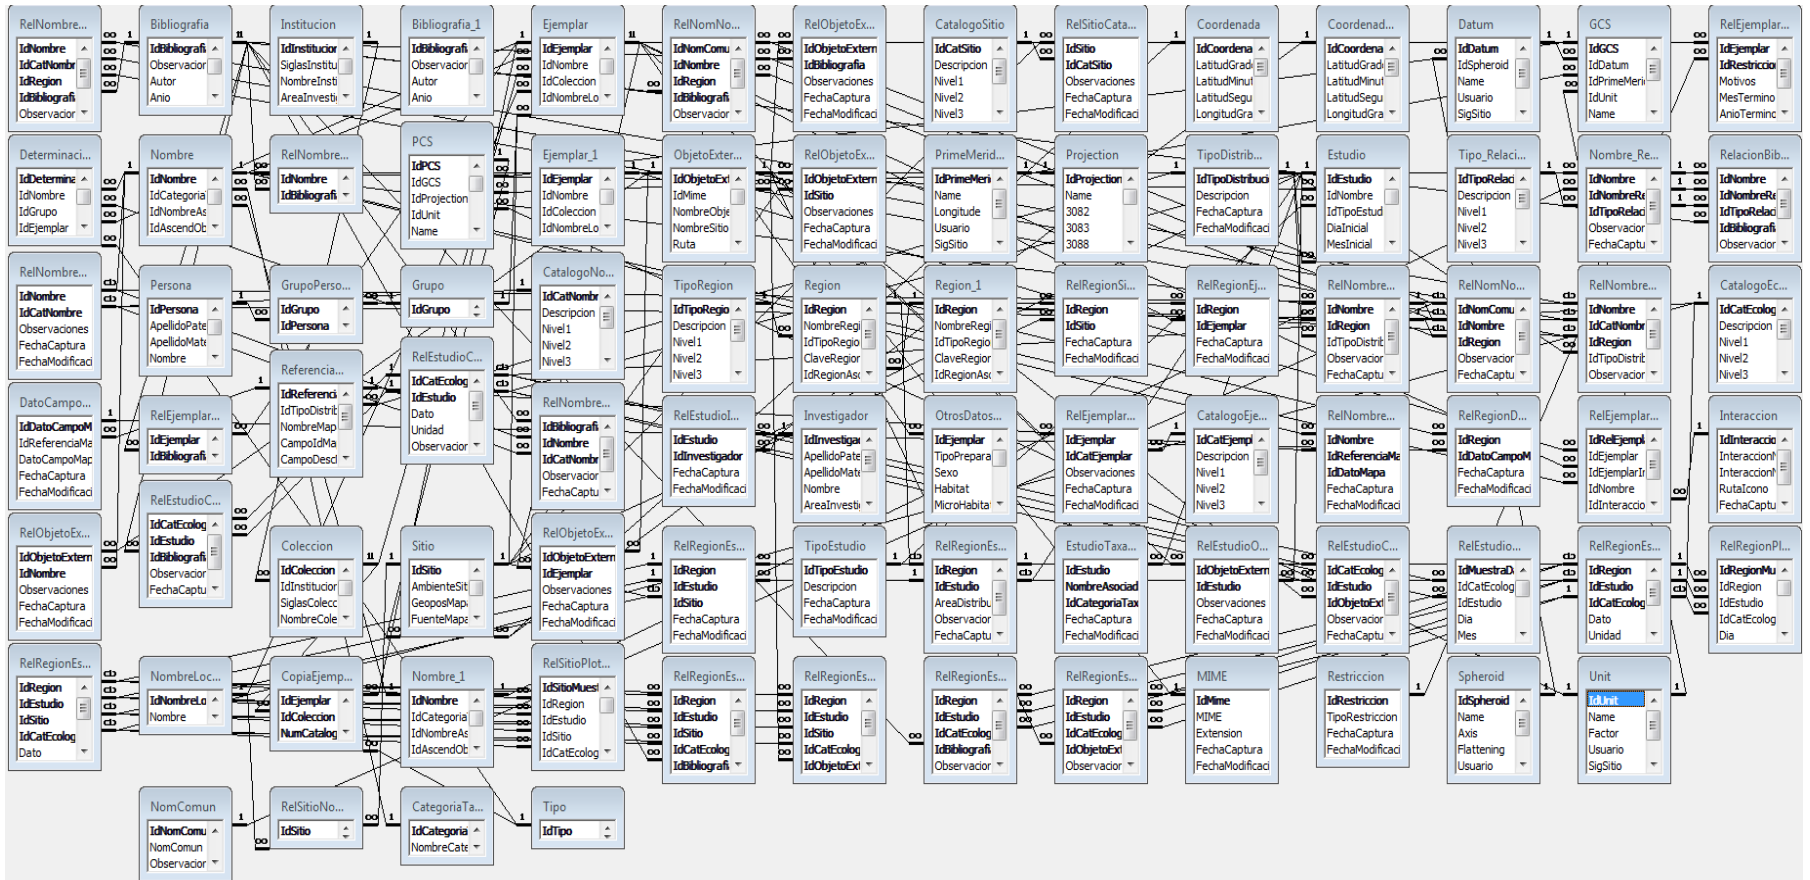 RelNombre...
IdNombre
IdCatNombr
IdRegion
IdBibliografi
Observacior
Bibliografia
IdBibliografi
Observacior
Autor
Anio
Institucion
IdInstitucior
SiglasInstitu
NombreInsti
AreaInvestig
Bibliografia_1
IdBibliografi
Observacior
Autor
Anio
Ejemplar
IdEjemplar
IdNombre
IdColeccion
IdNombreLo
RelNomNo...
IdNomComu
IdNombre
IdRegion
IdBibliografi
Observacior
RelObjetoEx...
IdObjetoExtern
IdBibliografia
Observaciones
FechaCaptura
FechaModificaci
CatalogoSitio
IdCatSitio
Descripcion
Nivel1
Nivel2
Nivel3
RelSitioCata...
IdSitio
IdCatSitio
Observaciones
FechaCaptura
FechaModificaci
Coordenada
IdCoordena
LatitudGrad
LatitudMinut
LatitudSegu
LongitudGra
Coordenad...
IdCoordena
LatitudGrad
LatitudMinut
LatitudSegu
LongitudGra
Datum
IdDatum
IdSpheroid
Name
Usuario
SigSitio
GCS
IdGCS
IdDatum
IdPrimeMeri
IdUnit
Name
RelEjemplar...
IdEjemplar
IdRestriccio
Motivos
MesTermino
AnioTerminc
Determinaci...
IdDetermina
IdNombre
IdGrupo
IdEjemplar
Nombre
IdNombre
IdCategoria
IdNombreAs
IdAscendOb
RelNombre...
IdNombre
IdBibliografi
PCS
IdPCS
IdGCS
IdProjection
IdUnit
Name
Ejemplar_1
IdEjemplar
IdNombre
IdColeccion
IdNombreLo
ObjetoExter...
IdObjetoExt
IdMime
NombreObje
NombreSitio
Ruta
RelObjetoEx...
IdObjetoExtern
IdSitio
Observaciones
FechaCaptura
FechaModificaci
PrimeMerid...
IdPrimeMeri
Name
Longitude
Usuario
SigSitio
Projection
IdProjection
Name
3082
3083
3088
TipoDistrib...
IdTipoDistribuci
Descripcion
FechaCaptura
FechaModificaci
Estudio
IdEstudio
IdNombre
IdTipoEstud
DiaInicial
MesInicial
Tipo_Relaci...
IdTipoRelac
Descripcion
Nivel1
Nivel2
Nivel3
Nombre_Re...
IdNombre
IdNombreRe
IdTipoRelaci
Observacior
FechaCaptu
RelacionBib...
IdNombre
IdNombreRe
IdTipoRelaci
IdBibliografi
Observacior
RelNombre...
IdNombre
IdCatNombre
Observaciones
FechaCaptura
FechaModificaci
Persona
IdPersona
ApellidoPate
ApellidoMate
Nombre
GrupoPerso...
IdGrupo
IdPersona
Grupo
IdGrupo
CatalogoNo...
IdCatNombr
Descripcion
Nivel1
Nivel2
Nivel3
TipoRegion
IdTipoRegio
Descripcion
Nivel1
Nivel2
Nivel3
Region
IdRegion
NombreRegi
IdTipoRegio
ClaveRegior
IdRegionAso
Region_1
IdRegion
NombreRegi
IdTipoRegio
ClaveRegior
IdRegionAso
RelRegionSi...
IdRegion
IdSitio
FechaCaptura
FechaModificaci
RelRegionEj...
IdRegion
IdEjemplar
FechaCaptura
FechaModificaci
RelNombre...
IdNombre
IdRegion
IdTipoDistrib
Observacior
FechaCaptu
RelNomNo...
IdNomComu
IdNombre
IdRegion
Observacior
FechaCaptu
RelNombre...
IdNombre
IdCatNombr
IdRegion
IdTipoDistrib
Observacior
CatalogoEc...
IdCatEcolog
Descripcion
Nivel1
Nivel2
Nivel3
DatoCampo...
IdDatoCampoM
IdReferenciaMa
DatoCampoMap
FechaCaptura
FechaModificaci
RelEjemplar...
IdEjemplar
IdBibliografi
Referencia...
IdReferenci
IdTipoDistrib
NombreMap
CampoIdMa
CampoDescl
RelEstudioC...
IdCatEcolog
IdEstudio
Dato
Unidad
Observacior
RelNombre...
IdBibliografi
IdNombre
IdCatNombr
Observacior
FechaCaptu
RelEstudioI...
IdEstudio
IdInvestigador
FechaCaptura
FechaModificaci
Investigador
IdInvestigac
ApellidoPate
ApellidoMate
Nombre
AreaInvestic
OtrosDatos...
IdEjemplar
TipoPrepara
Sexo
Habitat
MicroHabitat
RelEjemplar...
IdEjemplar
IdCatEjemplar
Observaciones
FechaCaptura
FechaModificaci
CatalogoEje...
IdCatEjempl
Descripcion
Nivel1
Nivel2
Nivel3
RelNombre...
IdNombre
IdReferenciaMa
IdDatoMapa
FechaCaptura
FechaModificaci
RelRegionD...
IdRegion
IdDatoCampoM
FechaCaptura
FechaModificaci
RelEjemplar...
IdRelEjempl
IdEjemplar
IdEjemplarIr
IdNombre
IdInteraccio
Interaccion
IdInteraccio
InteraccionN
InteraccionN
RutaIcono
FechaCaptura
RelObjetoEx...
IdObjetoExtern
IdNombre
Observaciones
FechaCaptura
FechaModificaci
RelEstudioC...
IdCatEcolog
IdEstudio
IdBibliografi
Observacior
FechaCaptu
Coleccion
IdColeccion
IdInstitucior
SiglasColecc
NombreCole
Sitio
IdSitio
AmbienteSit
GeoposMapa
FuenteMapa
RelObjetoEx...
IdObjetoExtern
IdEjemplar
Observaciones
FechaCaptura
FechaModificaci
RelRegionEs...
IdRegion
IdEstudio
IdSitio
FechaCaptura
FechaModificaci
TipoEstudio
IdTipoEstudio
Descripcion
FechaCaptura
FechaModificaci
RelRegionEs...
IdRegion
IdEstudio
AreaDistribu
Observacior
FechaCaptu
EstudioTaxa...
IdEstudio
NombreAsociad
IdCategoriaTax
FechaCaptura
FechaModificaci
RelEstudioO...
IdObjetoExtern
IdEstudio
Observaciones
FechaCaptura
FechaModificaci
RelEstudioC...
IdCatEcolog
IdEstudio
IdObjetoExt
Observacior
FechaCaptu
RelEstudio...
IdMuestraDa
IdCatEcolog
IdEstudio
Dia
Mes
RelRegionEs...
IdRegion
IdEstudio
IdCatEcolog
Dato
Unidad
RelRegionPl...
IdRegionMu
IdRegion
IdEstudio
IdCatEcolog
Dia
RelRegionEs...
IdRegion
IdEstudio
IdSitio
IdCatEcolog
Dato
NombreLoc...
IdNombreLo
Nombre
CopiaEjemp...
IdEjemplar
IdColeccion
NumCatalog
Nombre_1
IdNombre
IdCategoria
IdNombreAs
IdAscendOb
RelSitioPlot...
IdSitioMues
IdRegion
IdEstudio
IdSitio
IdCatEcolog
RelRegionEs...
IdRegion
IdEstudio
IdSitio
IdCatEcolog
IdBibliografi
RelRegionEs...
IdRegion
IdEstudio
IdSitio
IdCatEcolog
IdObjetoExt
RelRegionEs...
IdRegion
IdEstudio
IdCatEcolog
IdBibliografi
Observacior
RelRegionEs...
IdRegion
IdEstudio
IdCatEcolog
IdObjetoExt
Observacior
MIME
IdMime
MIME
Extension
FechaCaptura
FechaModificaci
Restriccion
IdRestriccion
TipoRestriccion
FechaCaptura
FechaModificaci
Spheroid
IdSpheroid
Name
Axis
Flattening
Usuario
Unit
IdUnit
Name
Factor
Usuario
SigSitio
NomComun
IdNomComu
NomComun
Observacior
RelSitioNo...
IdSitio
CategoriaTa...
IdCategoria
NombreCate
Tipo
IdTipo